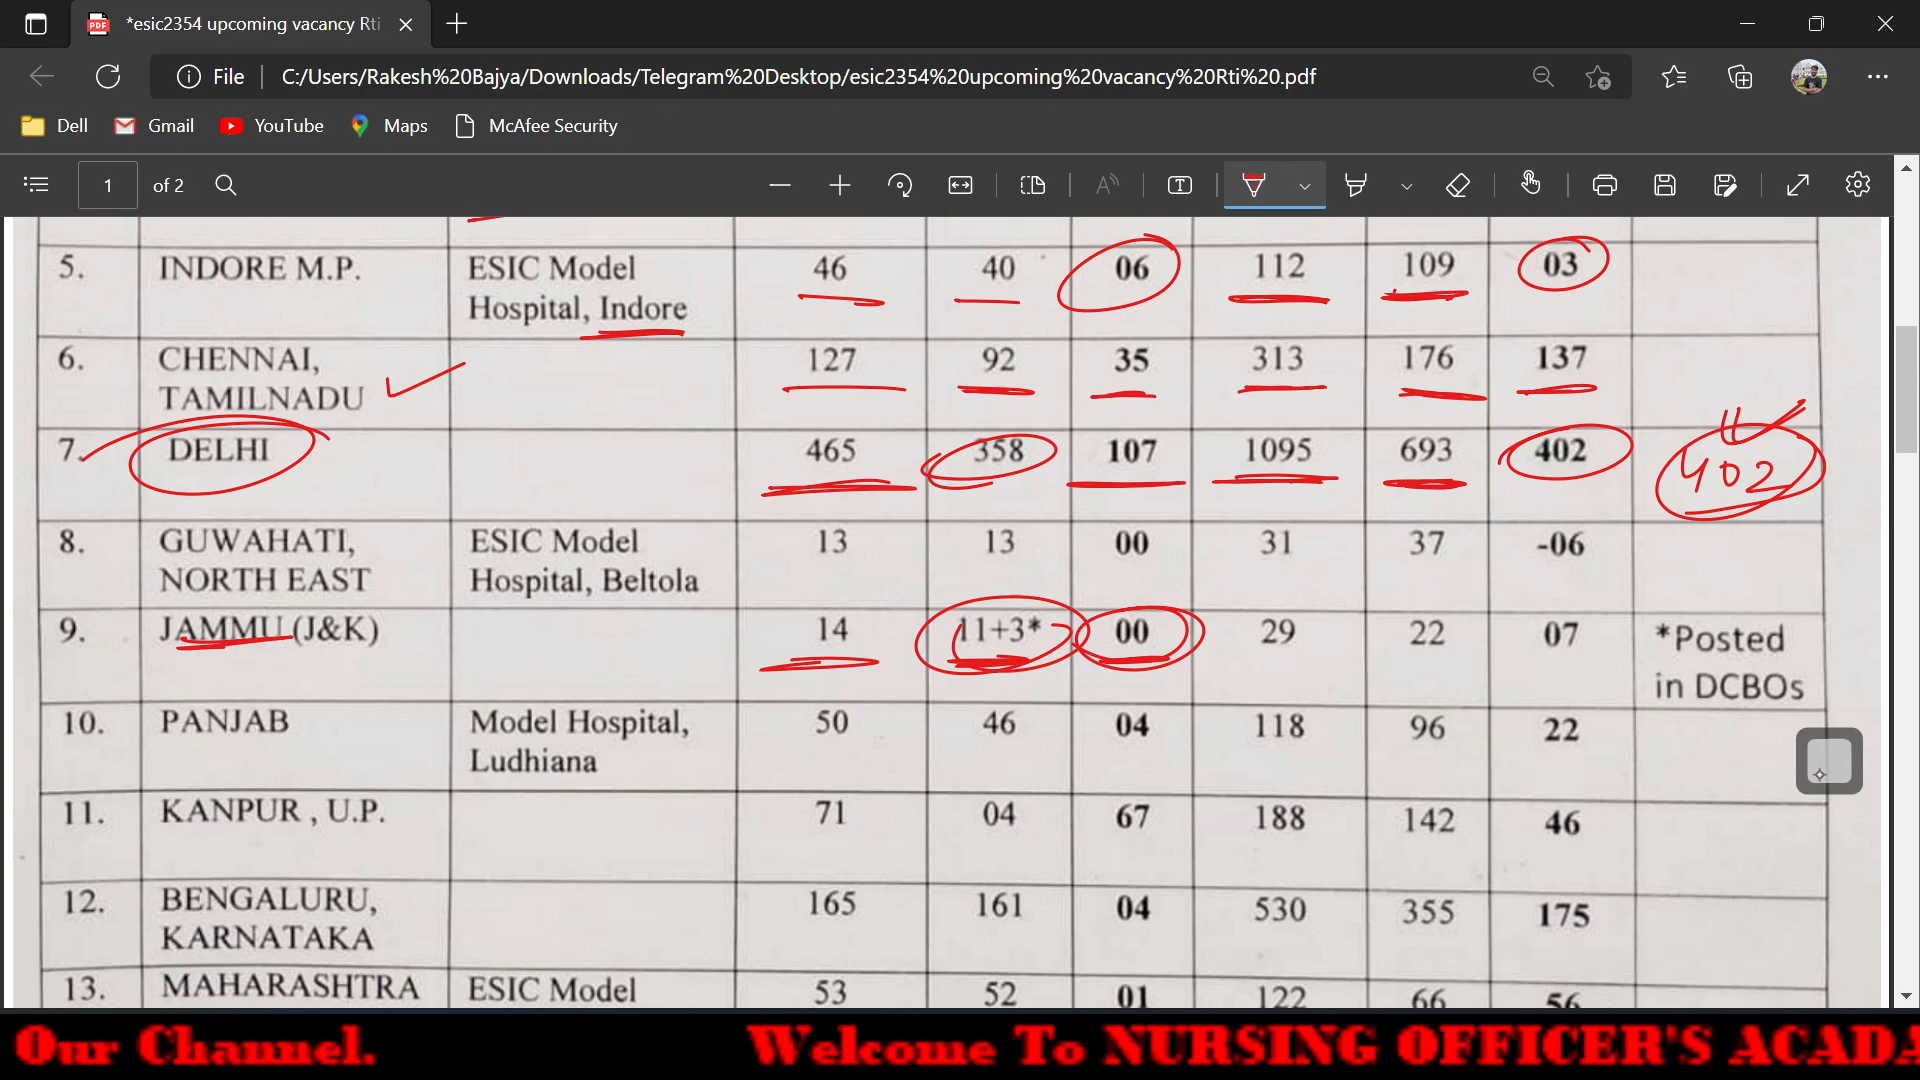 *esic2354 upcoming vacancy Rti
File C:/Users/Rakesh%20Bajya/Downloads/Telegram%20Desktop/esic2354%20upcoming%20vacancy%20Rti%20.pdf
Dell Gmail YouTube Maps McAfee Security
1 of 2
5. INDORE M.P. ESIC Model 46 40 06 112 109 03
Hospital, Indore
6. CHENNAI, 127 92 35 313 176 137
TAMILNADU
7. DELHI 465 358 107 1095 693 402 402
8. GUWAHATI, ESIC Model 13 13 00 31 37 -06
NORTH EAST Hospital, Beltola
9. JAMMU (J&K) 14 11+3* 00 29 22 07 *Posted
in DCBOs
10. PANJAB Model Hospital, 50 46 04 118 96 22
Ludhiana
11. KANPUR , U.P. 71 04 67 188 142 46
12. BENGALURU, 165 161 04 530 355 175
KARNATAKA
13. MAHARASHTRA ESIC Model 53 52 01 122 66 56
Our Channel. Welcome To NURSING OFFICER'S ACADA